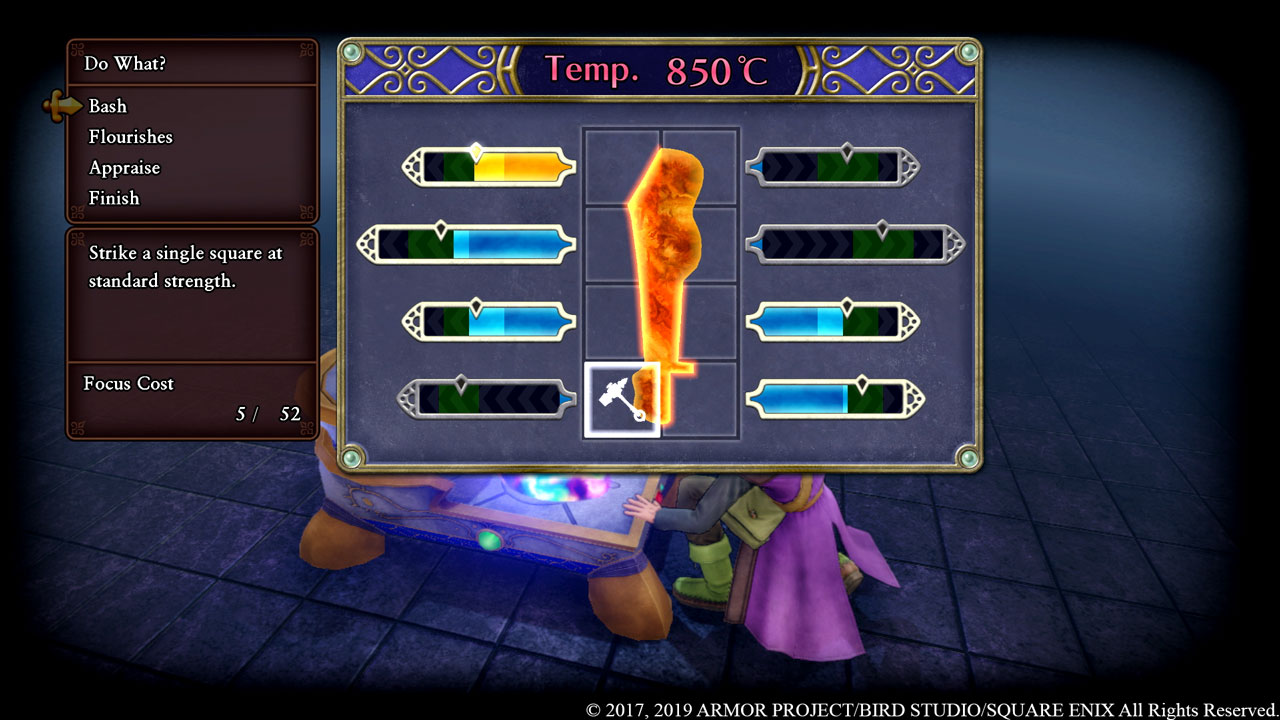 Do What?
Bash
Flourishes
Appraise
Finish
Strike a single square at
standard strength.
Focus Cost
5 / 52
Temp. 850℃
© 2017, 2019 ARMOR PROJECT/BIRD STUDIO/SQUARE ENIX All Rights Reserved.